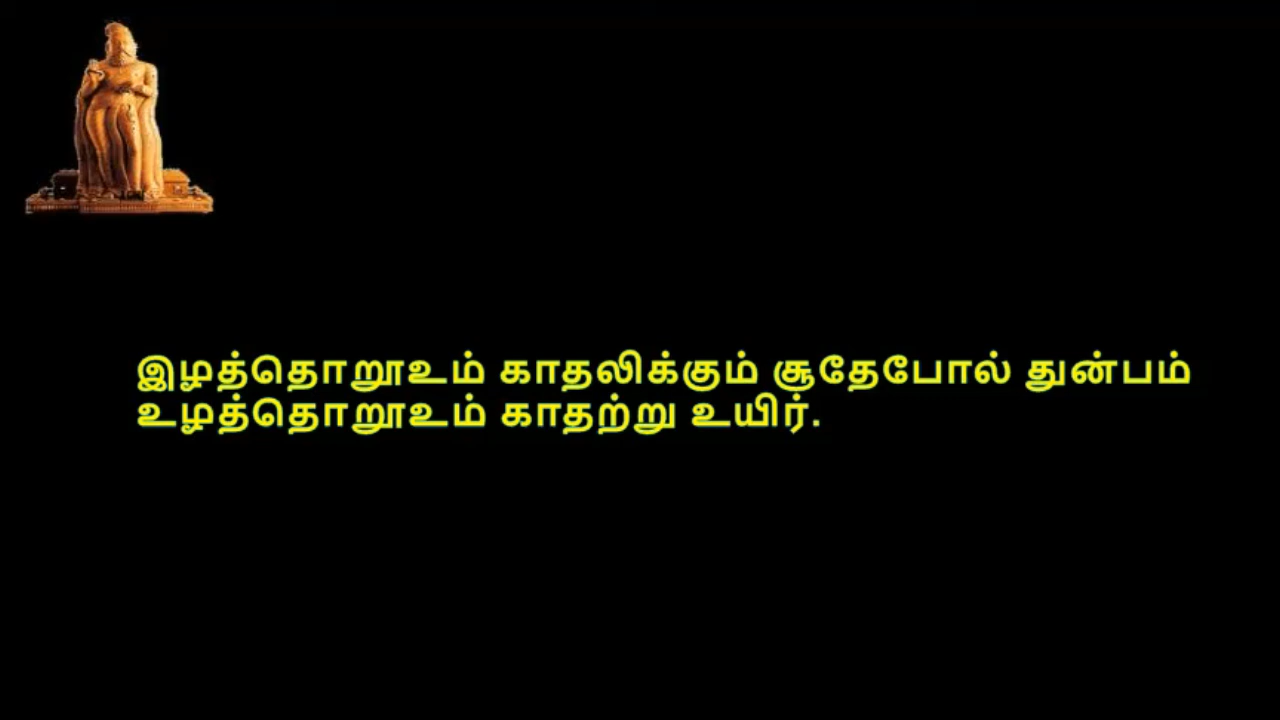 இழத்தொறூஉம் காதலிக்கும் சூதேபோல் துன்பம்
உழத்தொறூஉம் காதற்று உயிர்.